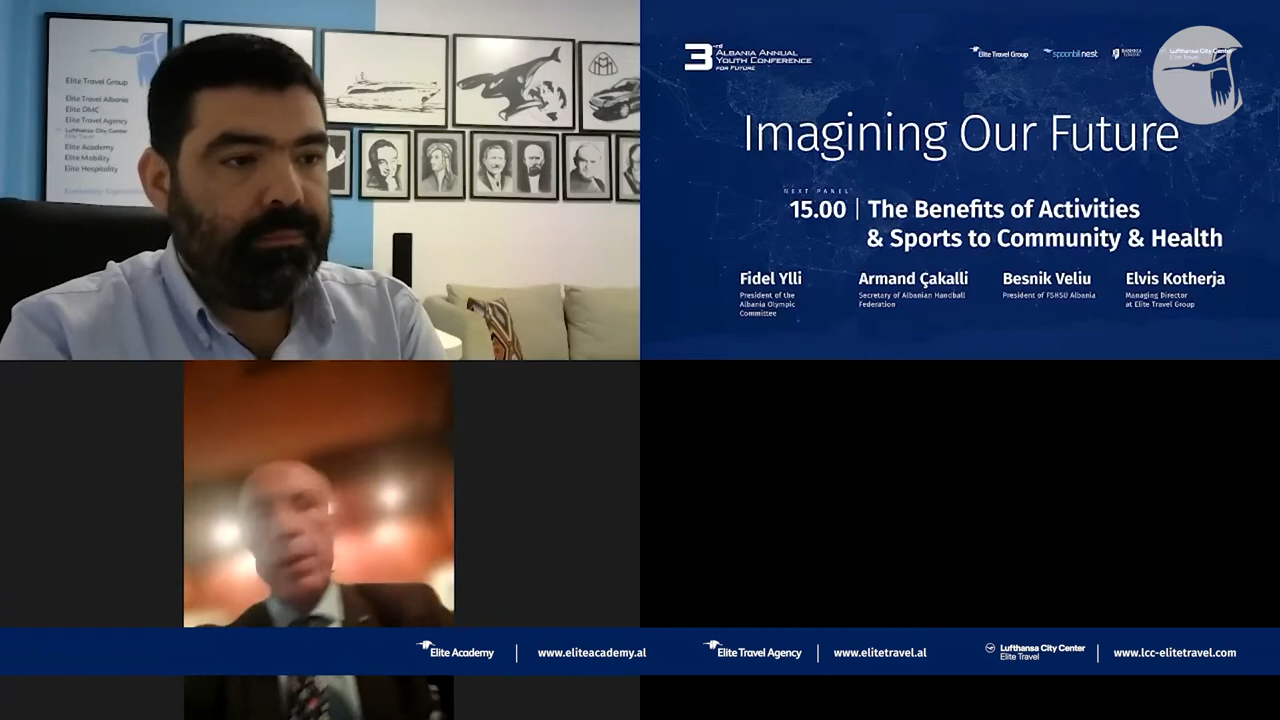 Elite Travel Group
Elite Travel Albania
Elite DMC
Elite Travel Agency
Lufthansa City Center
Elite Academy
Elite Mobility
Elite Hospitality
3rd
ALBANIA ANNUAL
YOUTH CONFERENCE
FOR FUTURE
Elite Travel Group
spoonbill nest
Lufthansa City Center
Elite Travel
Imagining Our Future
NEXT PANEL
15.00 | The Benefits of Activities
& Sports to Community & Health
Fidel Ylli
President of the
Albania Olympic
Committee
Armand Çakalli
Secretary of Albanian Handball
Federation
Besnik Veliu
President of FSHSU Albania
Elvis Kotherja
Managing Director
at Elite Travel Group
Elite Academy | www.eliteacademy.al
Elite Travel Agency | www.elitetravel.al
Lufthansa City Center
Elite Travel
www.lcc-elitetravel.com